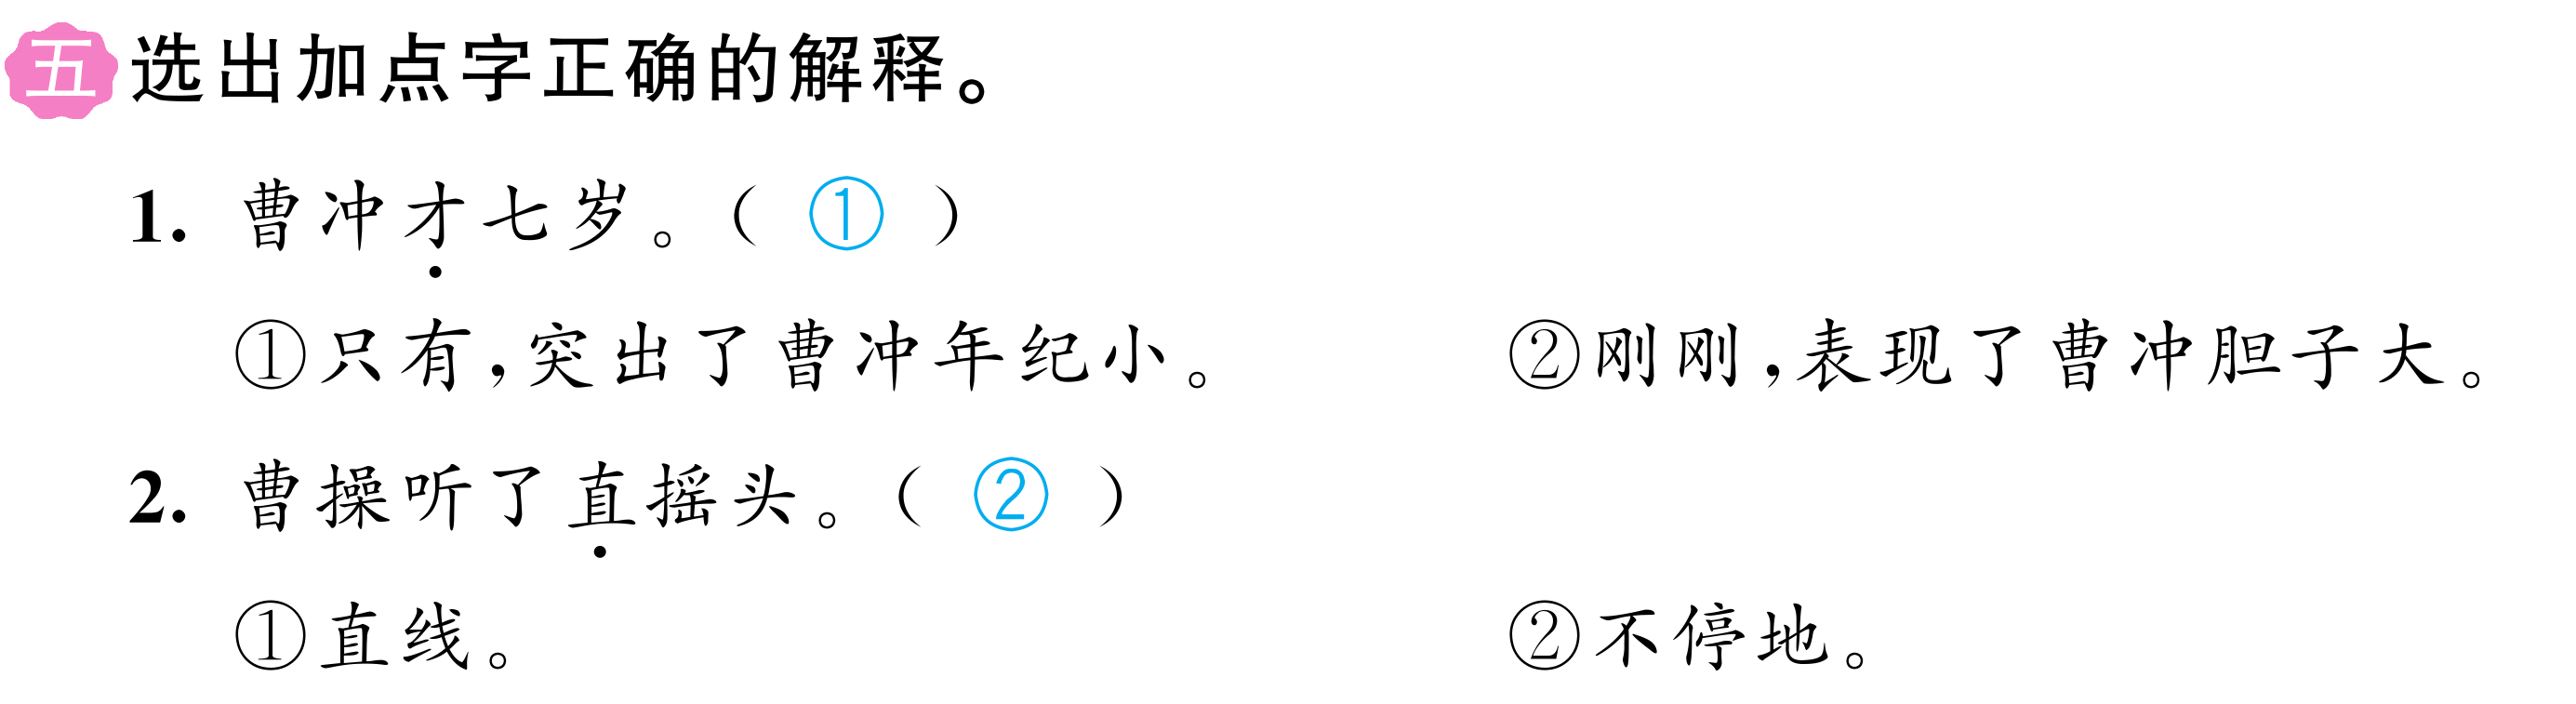 五 选出加点字正确的解释。
1. 曹冲才七岁。( ① )
①只有,突出了曹冲年纪小。 ②刚刚,表现了曹冲胆子大。
2. 曹操听了直摇头。( ② )
①直线。 ②不停地。